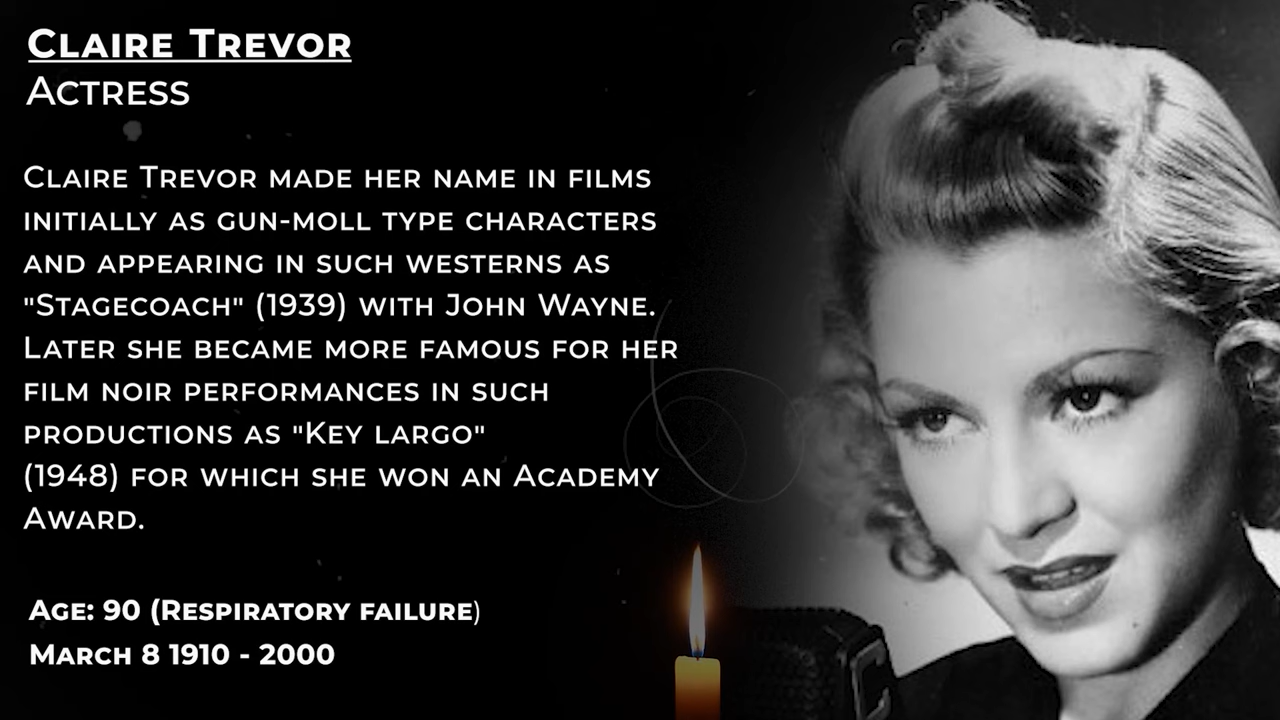 Claire Trevor
Actress
Claire Trevor made her name in films
initially as gun-moll type characters
and appearing in such westerns as
"Stagecoach" (1939) with John Wayne.
Later she became more famous for her
film noir performances in such
productions as "Key largo"
(1948) for which she won an Academy
Award.
Age: 90 (Respiratory failure)
March 8 1910 - 2000